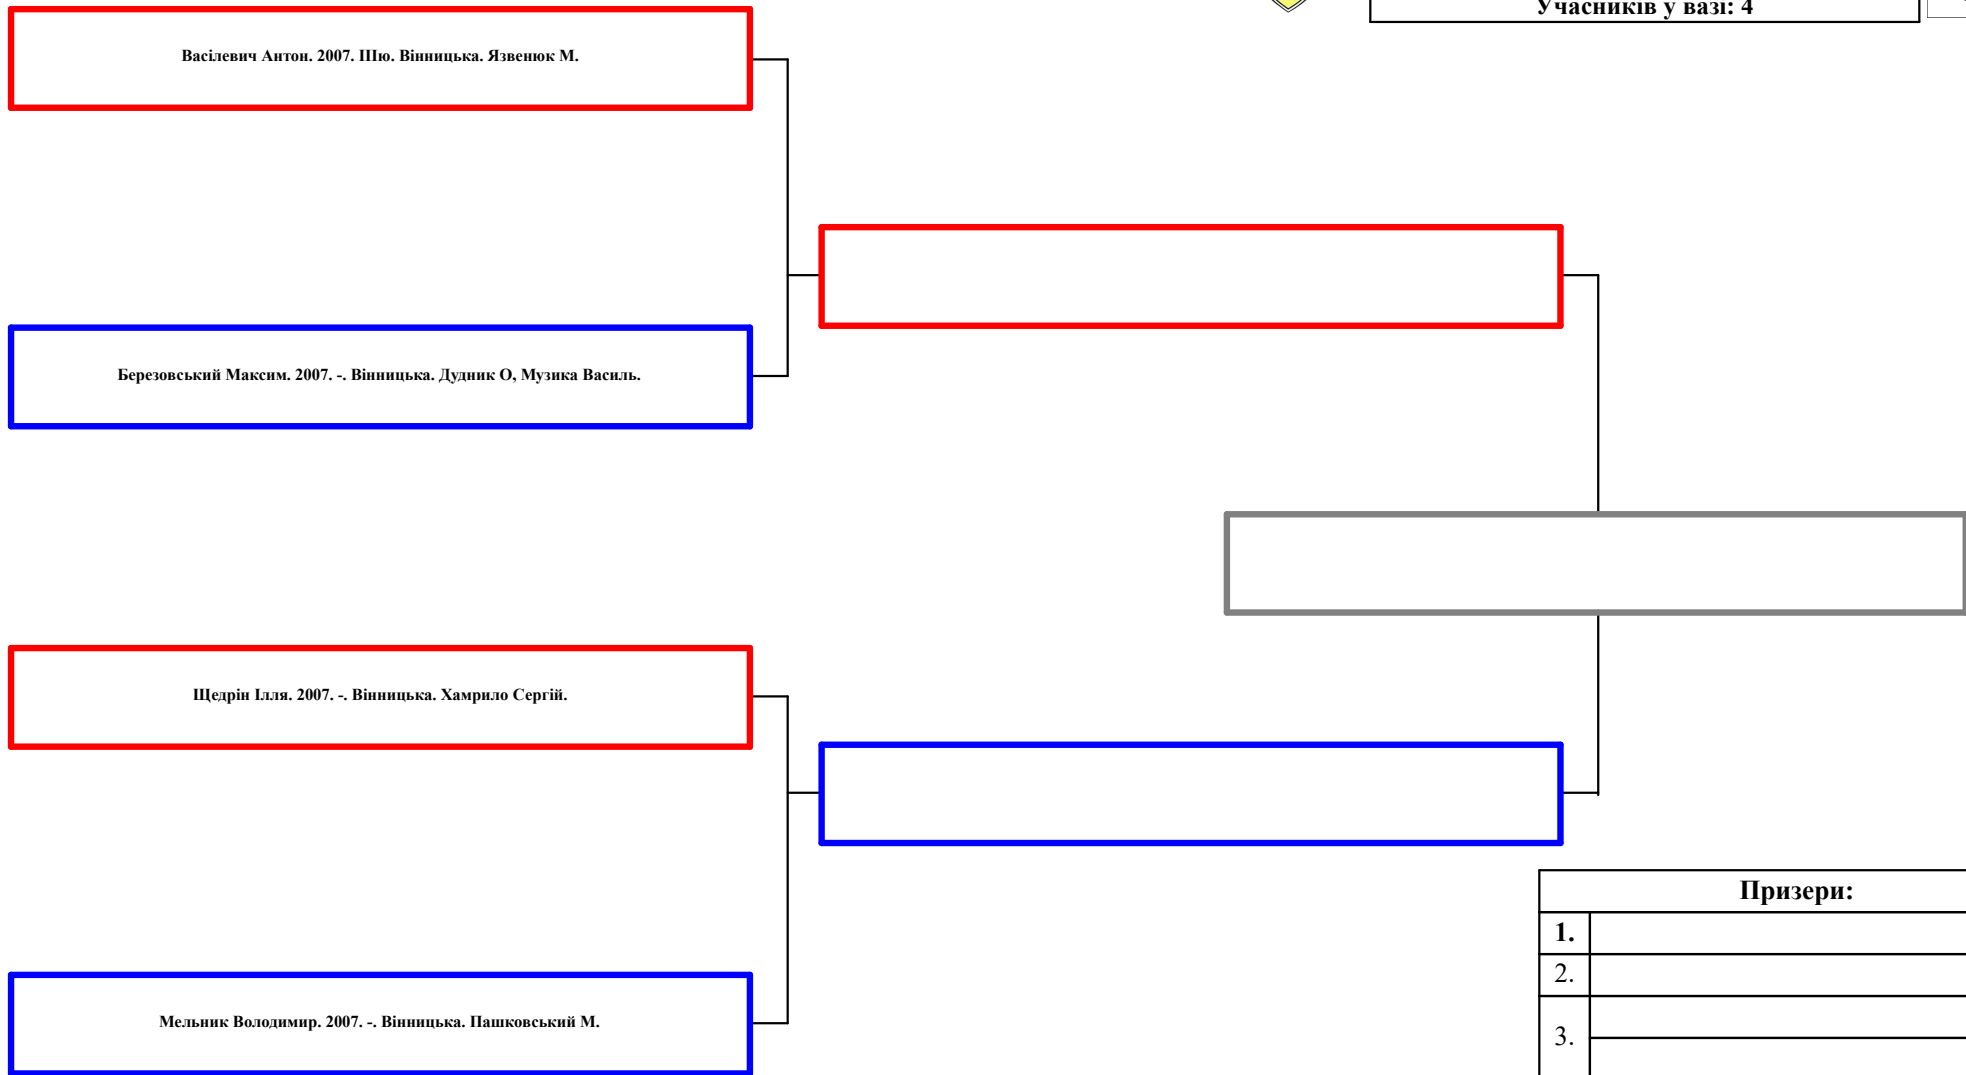 Учасників у вазі: 4
Васілевич Антон. 2007. ІІІю. Вінницька. Язвенюк М.
Березовський Максим. 2007. -. Вінницька. Дудник О, Музика Василь.
Щедрін Ілля. 2007. -. Вінницька. Хамрило Сергій.
Мельник Володимир. 2007. -. Вінницька. Пашковський М.
Призери:
1.
2.
3.